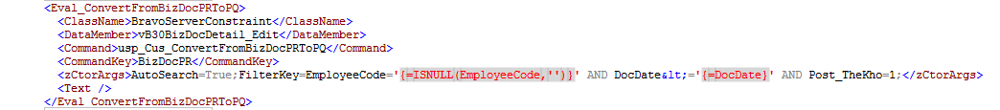 <Eval_ConvertFromBizDocPRToPQ>
<ClassName>BravoServerConstraint</ClassName>
<DataMember>vB30BizDocDetail_Edit</DataMember>
<Command>usp_Cus_ConvertFromBizDocPRToPQ</Command>
<CommandKey>BizDocPR</CommandKey>
<zCtorArgs>AutoSearch=True;FilterKey=EmployeeCode='{=ISNULL(EmployeeCode,'')}' AND DocDate&lt;='{=DocDate}' AND Post_TheKho=1;</zCtorArgs>
<Text />
</Eval_ConvertFromBizDocPRToPQ>